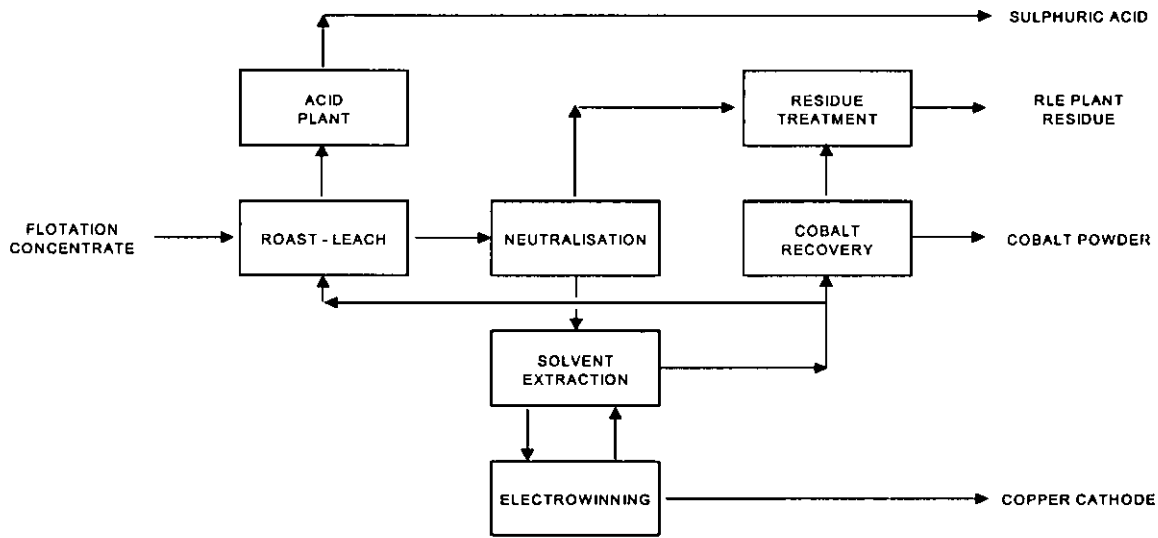 SULPHURIC ACID
ACID
PLANT
RESIDUE
TREATMENT
RLE PLANT
RESIDUE
FLOTATION
CONCENTRATE
ROAST - LEACH
NEUTRALISATION
COBALT
RECOVERY
COBALT POWDER
SOLVENT
EXTRACTION
ELECTROWINNING
COPPER CATHODE